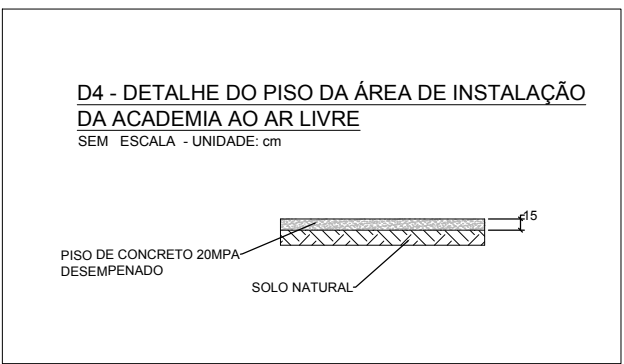 D4 - DETALHE DO PISO DA ÁREA DE INSTALAÇÃO
DA ACADEMIA AO AR LIVRE
SEM ESCALA - UNIDADE: cm
15
PISO DE CONCRETO 20MPA
DESEMPENADO
SOLO NATURAL